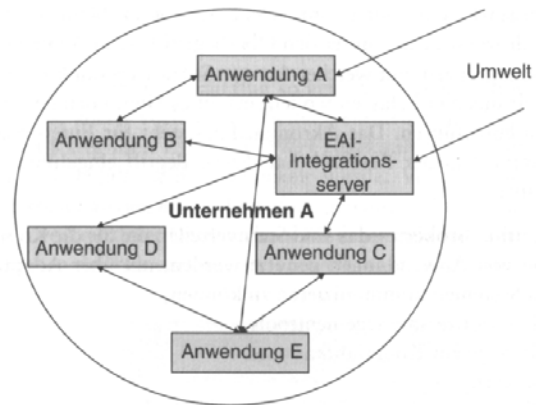 Anwendung A
Umwelt
Anwendung B
EAI-
Integrations-
server
Unternehmen A
Anwendung D
Anwendung C
Anwendung E